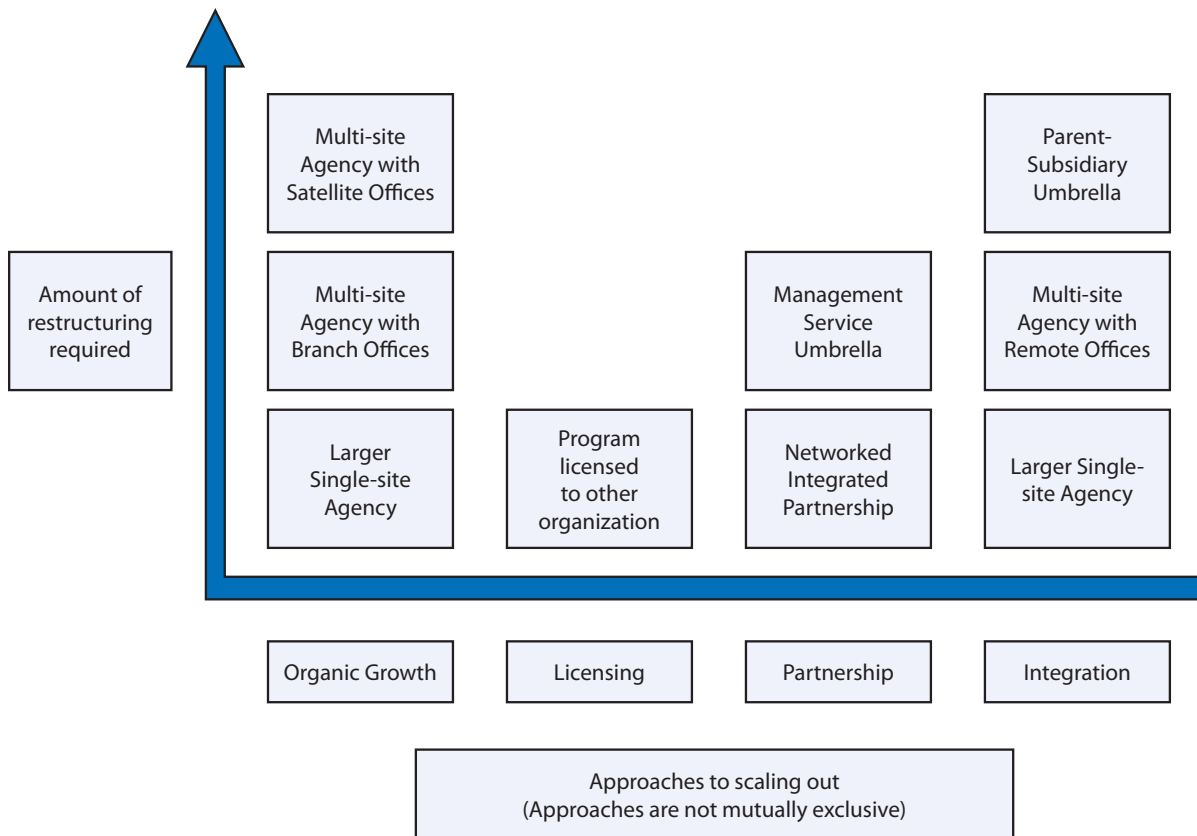 Multi-site
Agency with
Satellite Offices
Parent-
Subsidiary
Umbrella
Amount of
restructuring
required
Multi-site
Agency with
Branch Offices
Management
Service
Umbrella
Multi-site
Agency with
Remote Offices
Larger
Single-site
Agency
Program
licensed
to other
organization
Networked
Integrated
Partnership
Larger Single-
site Agency
Organic Growth
Licensing
Partnership
Integration
Approaches to scaling out
(Approaches are not mutually exclusive)